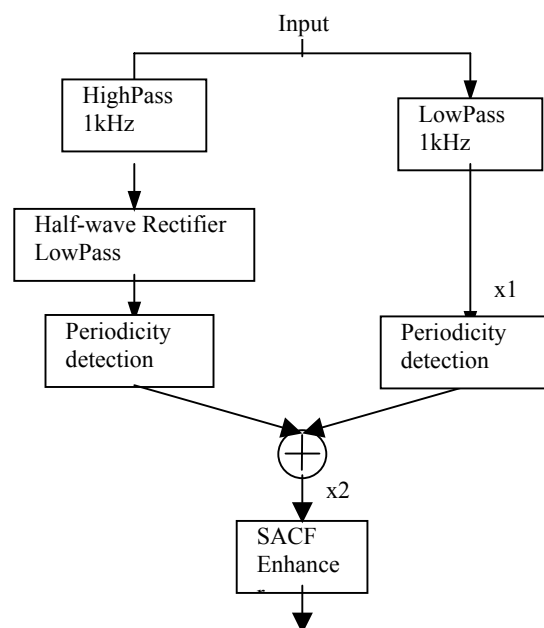 Input
HighPass
1kHz
LowPass
1kHz
Half-wave Rectifier
LowPass
x1
Periodicity
detection
Periodicity
detection
x2
SACF
Enhance
r